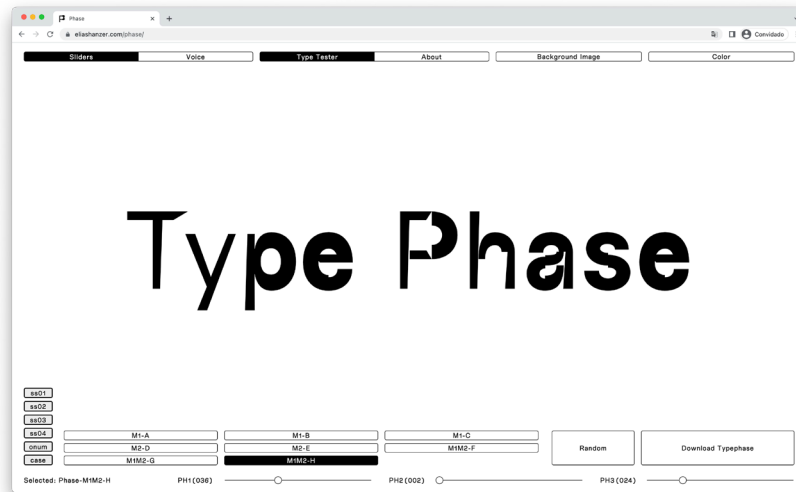 Phase
eliashanzer.com/phase/
Convidado
Sliders Voice Type Tester About Background Image Color
Type Phase
ss01
ss02
ss03
ss04
onum
case
M1-A M1-B M1-C
M2-D M2-E M1M2-F
M1M2-G M1M2-H
Random Download Typephase
Selected: Phase-M1M2-H PH1(036) PH2(002) PH3(024)